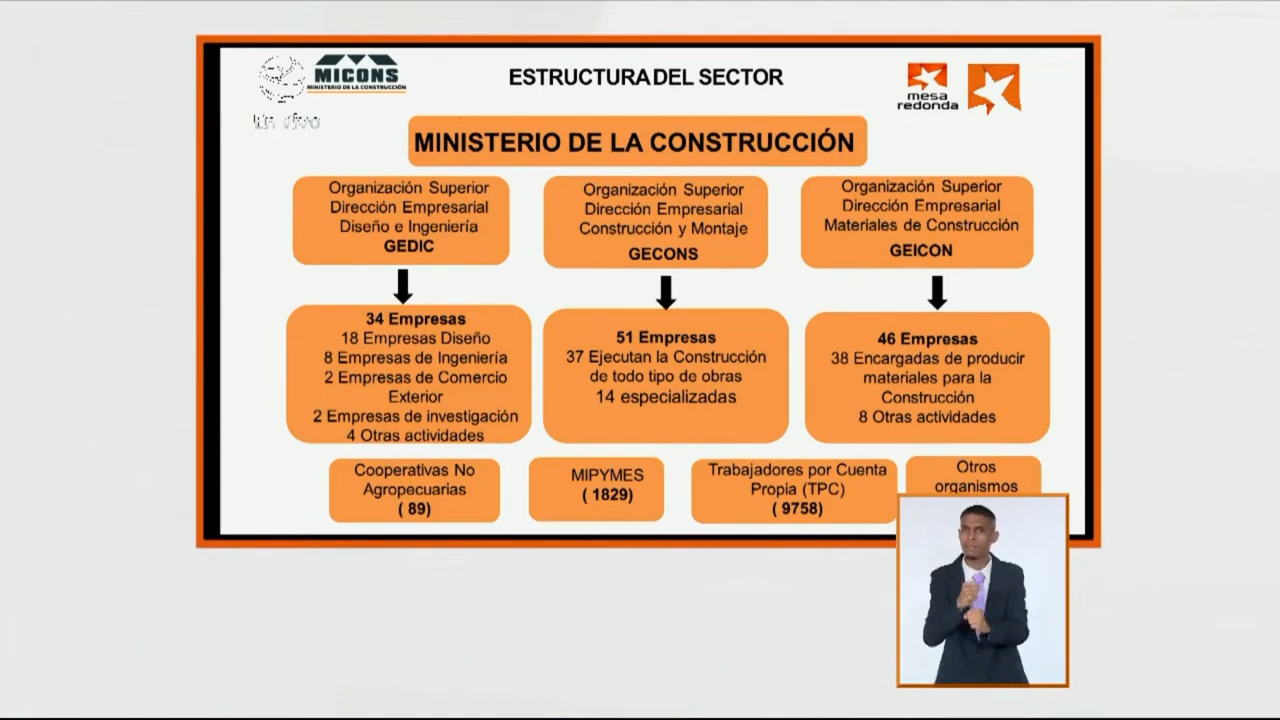 MICONS
MINISTERIO DE LA CONSTRUCCIÓN
En vivo
ESTRUCTURA DEL SECTOR
mesa
redonda
MINISTERIO DE LA CONSTRUCCIÓN
Organización Superior
Dirección Empresarial
Diseño e Ingeniería
GEDIC
Organización Superior
Dirección Empresarial
Construcción y Montaje
GECONS
Organización Superior
Dirección Empresarial
Materiales de Construcción
GEICON
34 Empresas
18 Empresas Diseño
8 Empresas de Ingeniería
2 Empresas de Comercio
Exterior
2 Empresas de investigación
4 Otras actividades
51 Empresas
37 Ejecutan la Construcción
de todo tipo de obras
14 especializadas
46 Empresas
38 Encargadas de producir
materiales para la
Construcción
8 Otras actividades
Cooperativas No
Agropecuarias
( 89)
MIPYMES
( 1829)
Trabajadores por Cuenta
Propia (TPC)
( 9758)
Otros
organismos